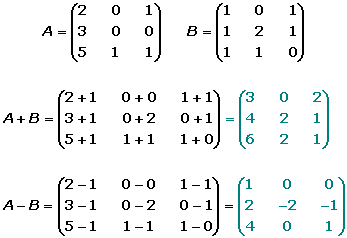 A = (2 0 1
3 0 0
5 1 1) B = (1 0 1
1 2 1
1 1 0)
A + B = (2 + 1 0 + 0 1 + 1
3 + 1 0 + 2 0 + 1
5 + 1 1 + 1 1 + 0) = (3 0 2
4 2 1
6 2 1)
A − B = (2 − 1 0 − 0 1 − 1
3 − 1 0 − 2 0 − 1
5 − 1 1 − 1 1 − 0) = (1 0 0
2 −2 −1
4 0 1)